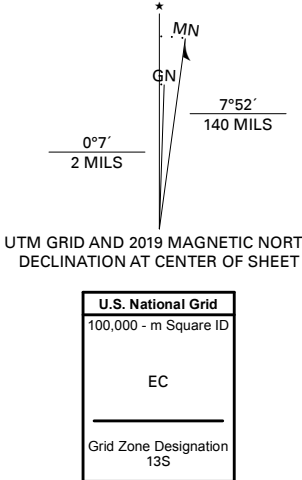 ★
MN
GN
7°52´
140 MILS
0°7´
2 MILS
UTM GRID AND 2019 MAGNETIC NORT
DECLINATION AT CENTER OF SHEET
U.S. National Grid
100,000 - m Square ID
EC
Grid Zone Designation
13S